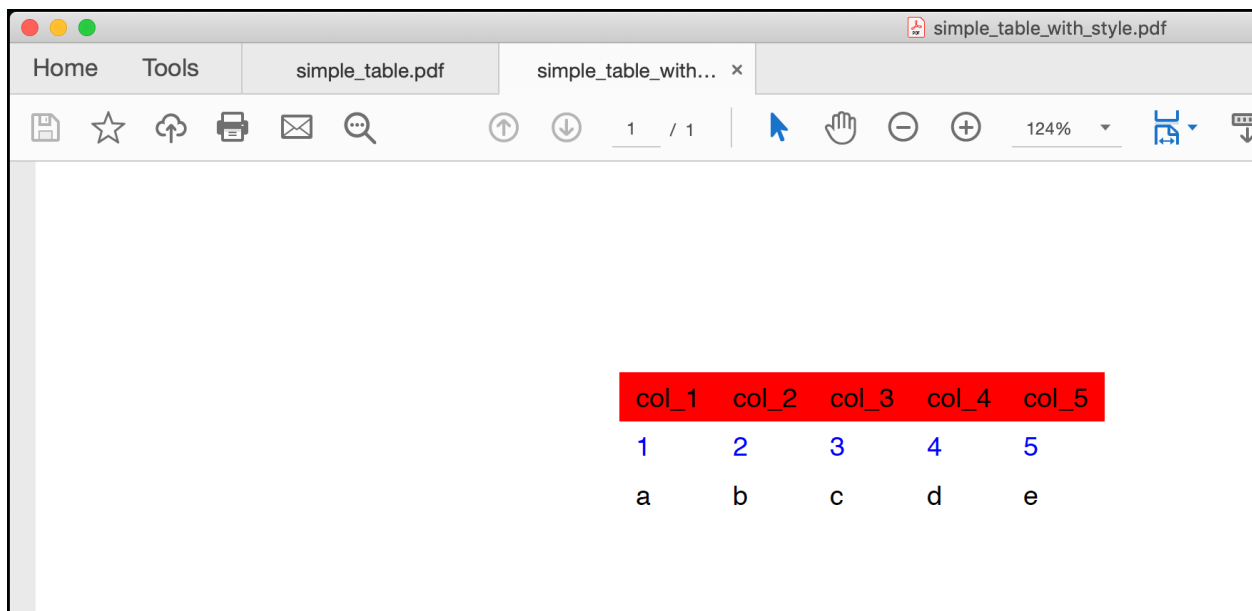 simple_table_with_style.pdf
Home Tools simple_table.pdf simple_table_with... ×
1 / 1 124%
col_1 col_2 col_3 col_4 col_5
1 2 3 4 5
a b c d e